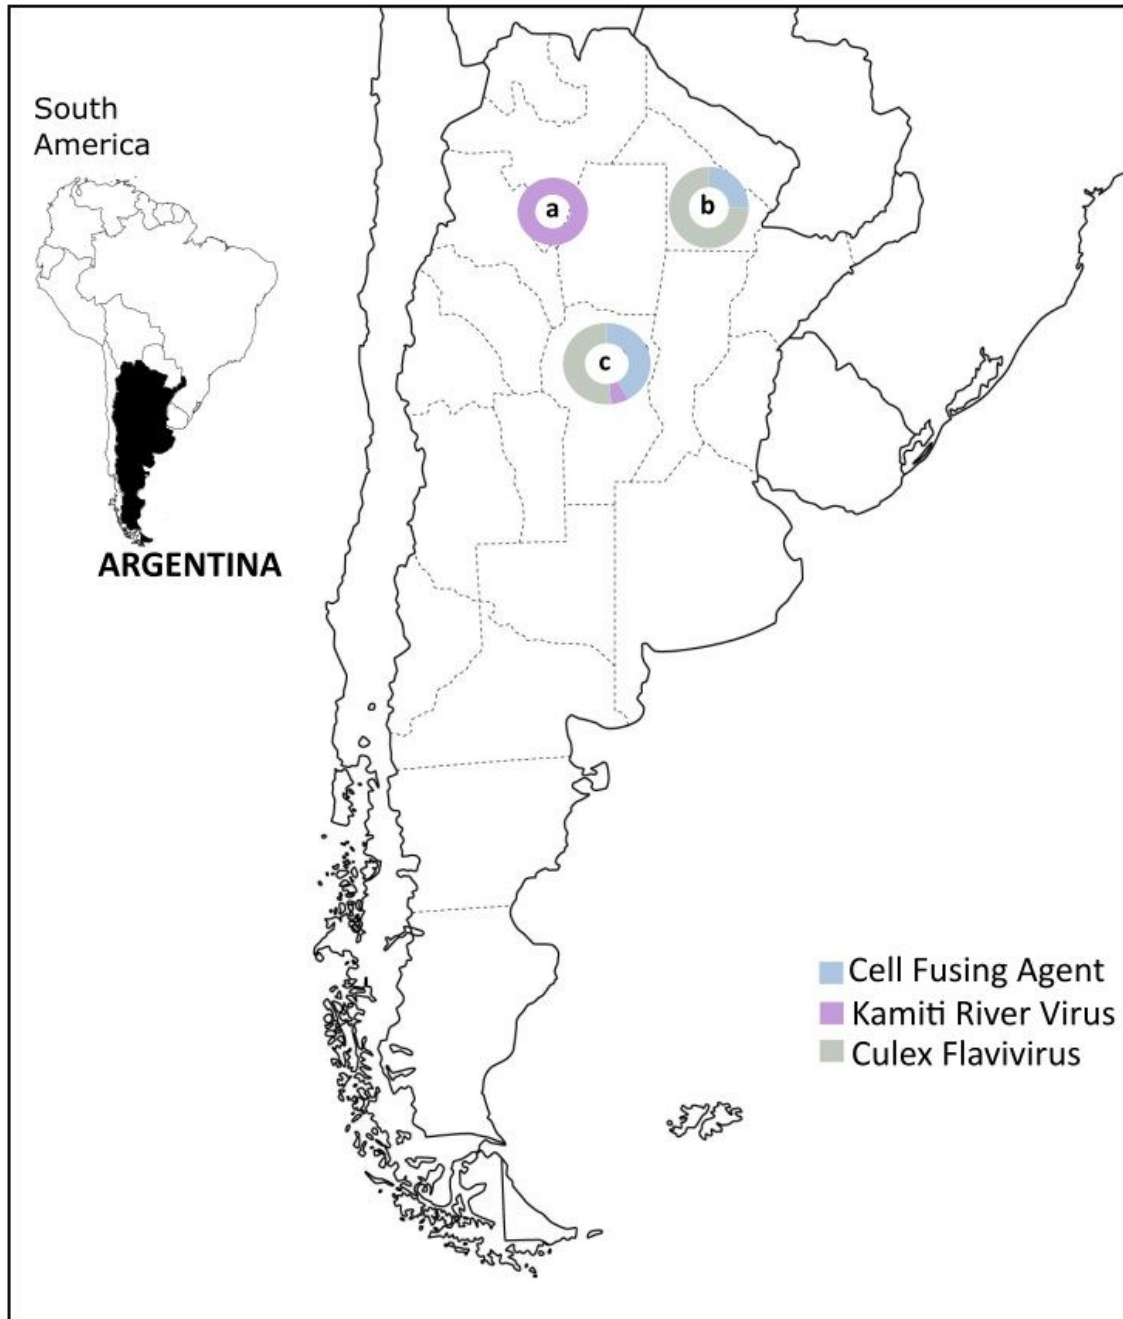 South
America
ARGENTINA
a
b
c
Cell Fusing Agent
Kamiti River Virus
Culex Flavivirus